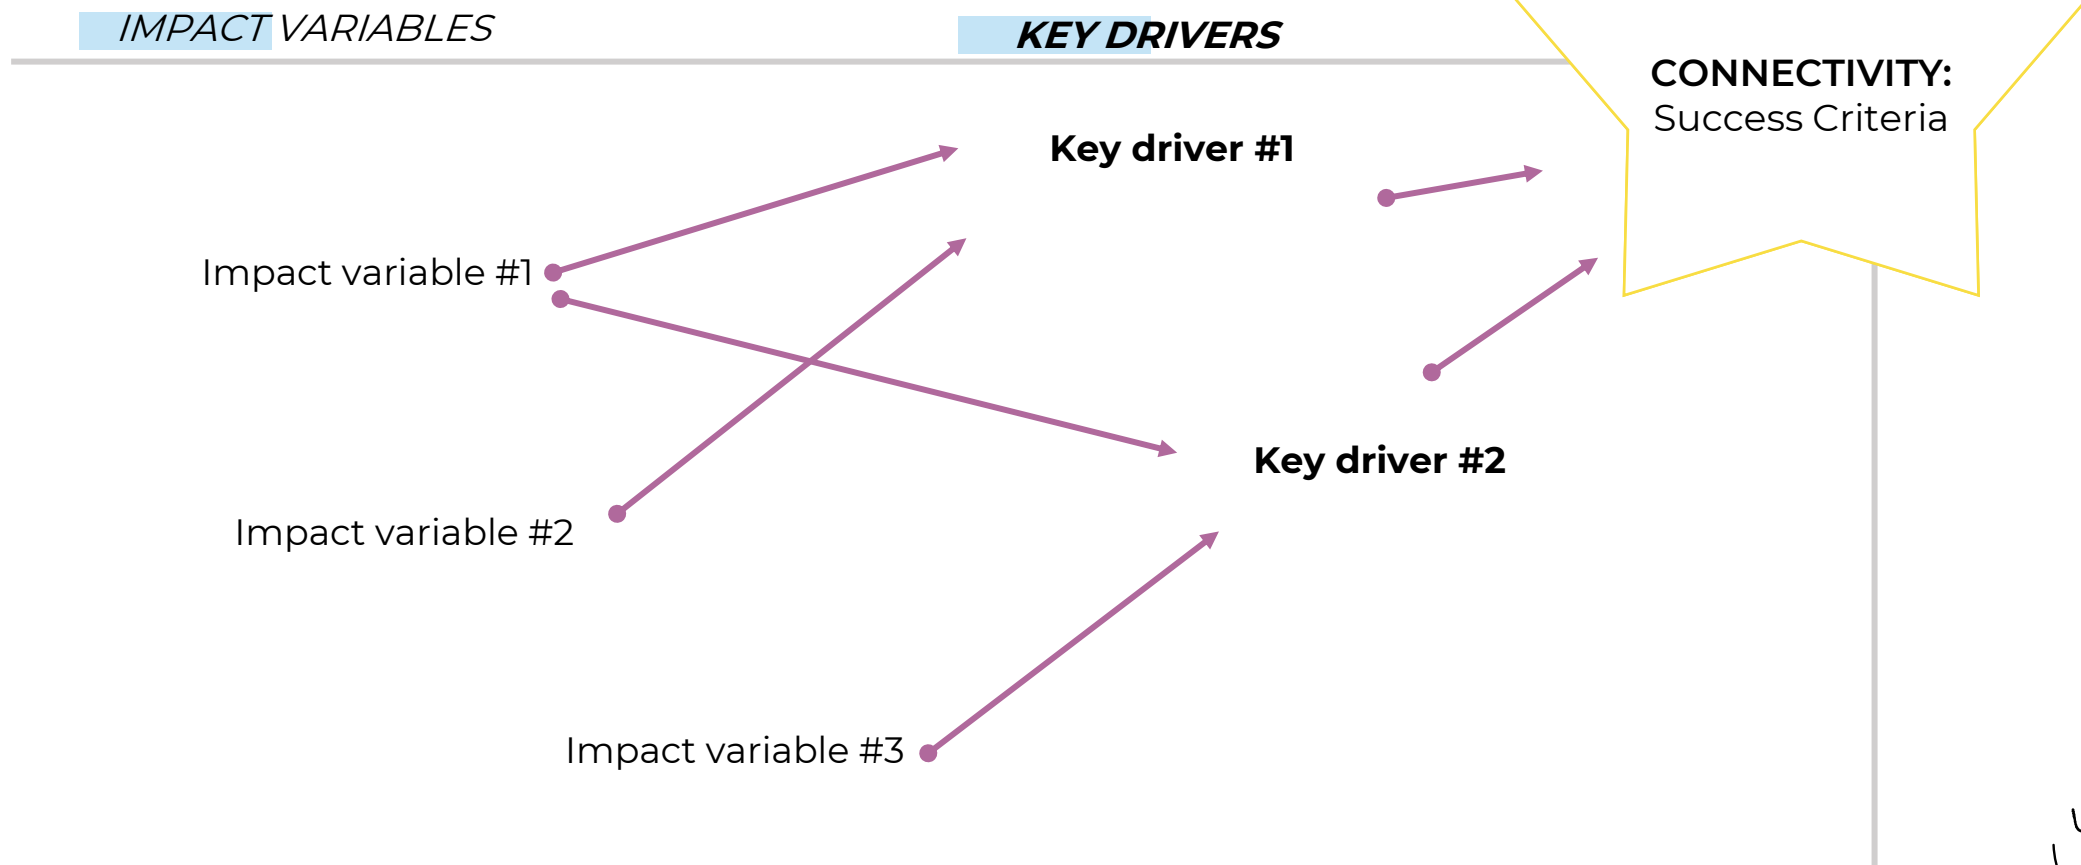 IMPACT VARIABLES
KEY DRIVERS
CONNECTIVITY:
Success Criteria
Key driver #1
Impact variable #1
Key driver #2
Impact variable #2
Impact variable #3